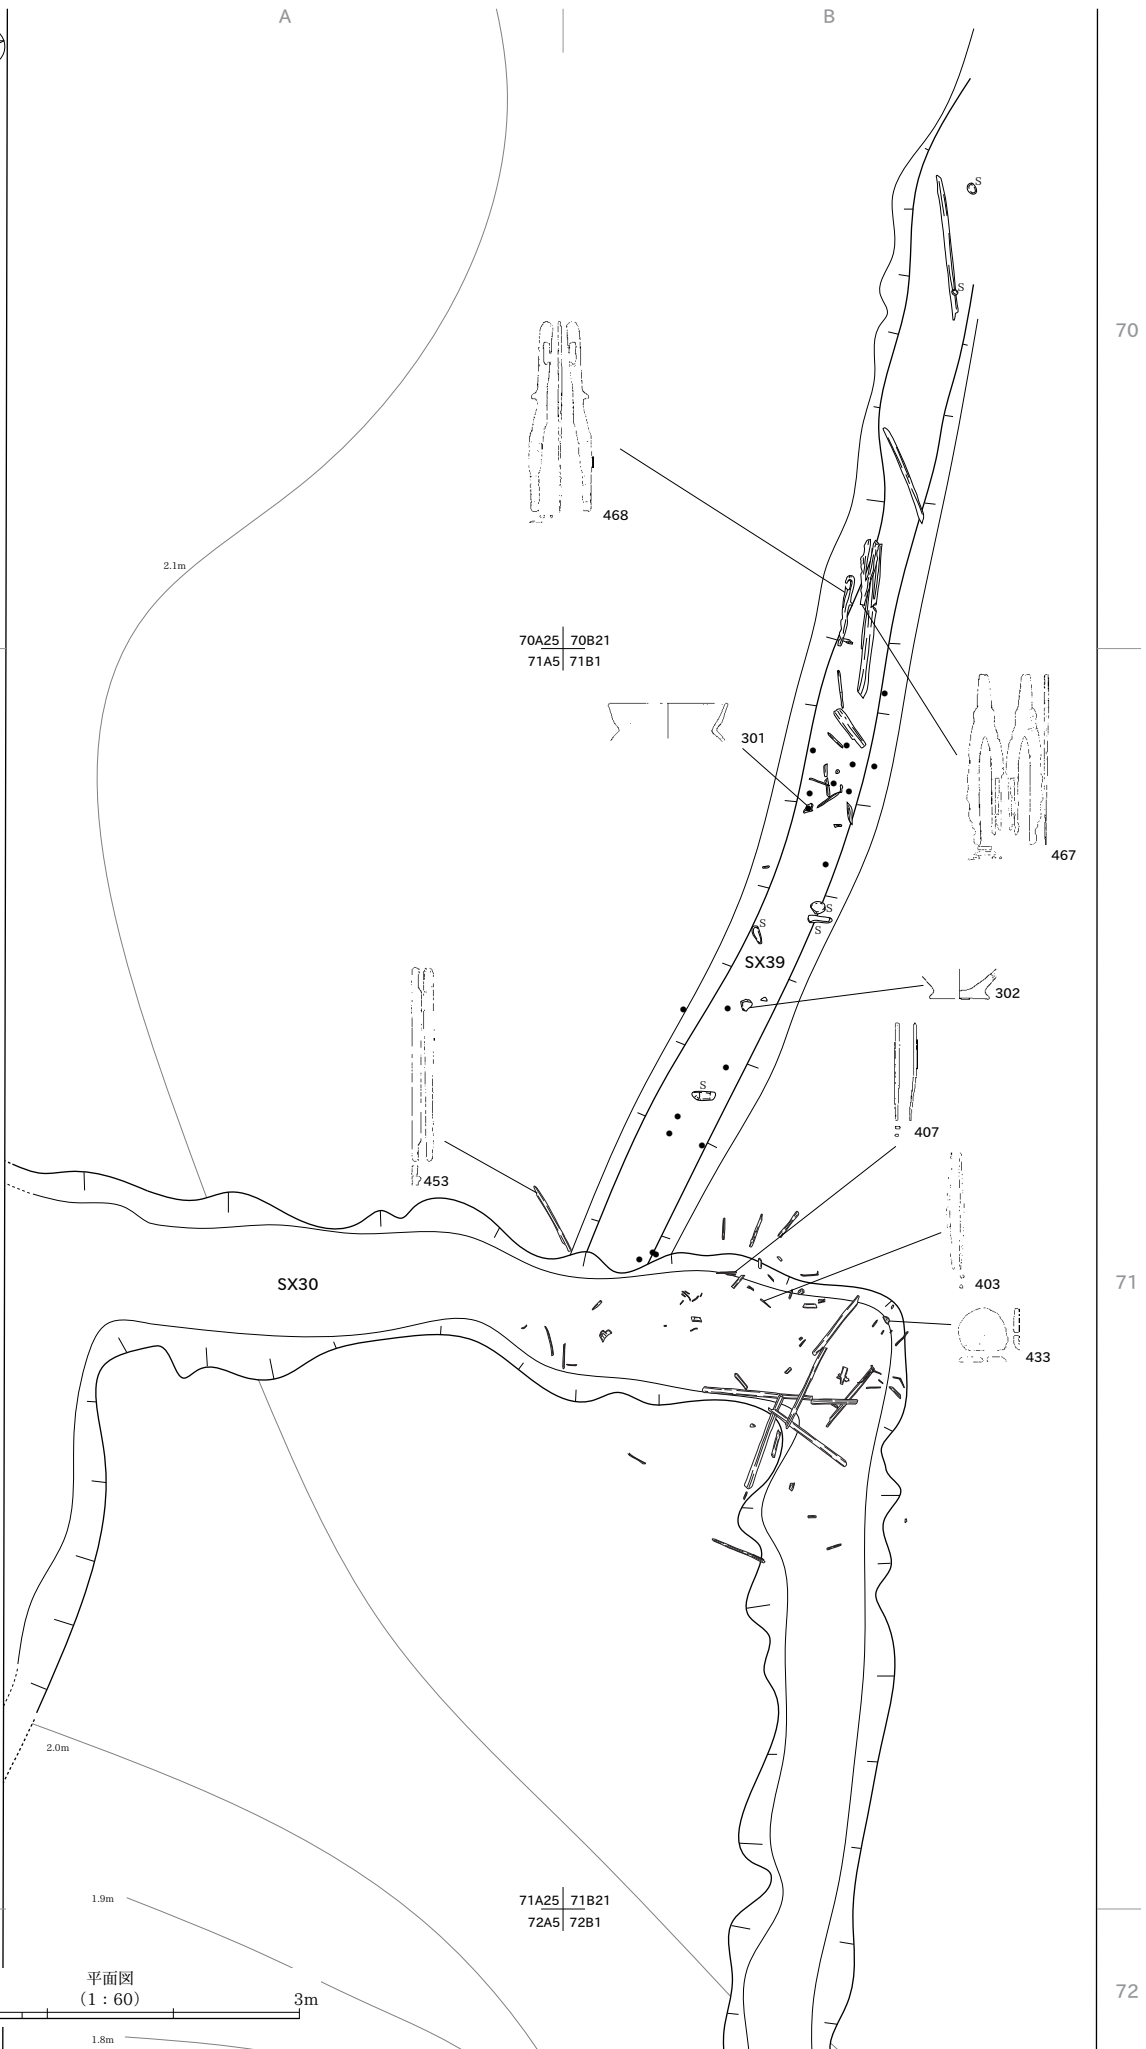 A
B
S
S
70
468
2.1m
70A25 70B21
71A5 71B1
301
467
S
S
S
SX39
302
S
407
453
403
SX30
71
433
2.0m
1.9m
71A25 71B21
72A5 72B1
平面図
(1：60)
3m
72
1.8m